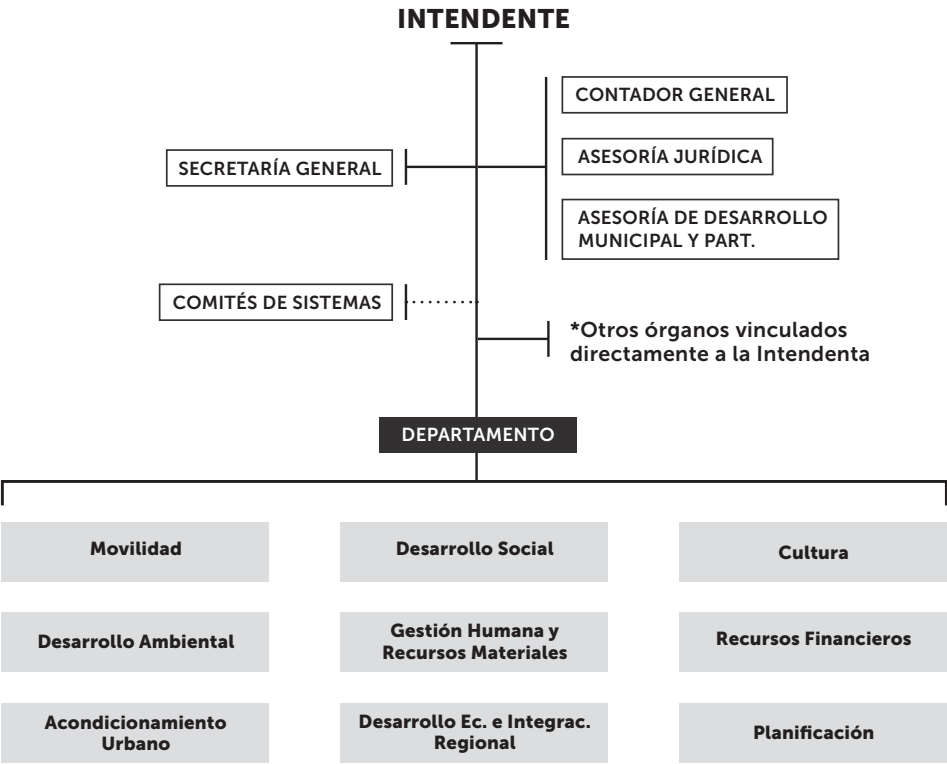 INTENDENTE
CONTADOR GENERAL
SECRETARÍA GENERAL
ASESORÍA JURÍDICA
ASESORÍA DE DESARROLLO
MUNICIPAL Y PART.
COMITÉS DE SISTEMAS
*Otros órganos vinculados
directamente a la Intendenta
DEPARTAMENTO
Movilidad
Desarrollo Social
Cultura
Desarrollo Ambiental
Gestión Humana y
Recursos Materiales
Recursos Financieros
Acondicionamiento
Urbano
Desarrollo Ec. e Integrac.
Regional
Planificación